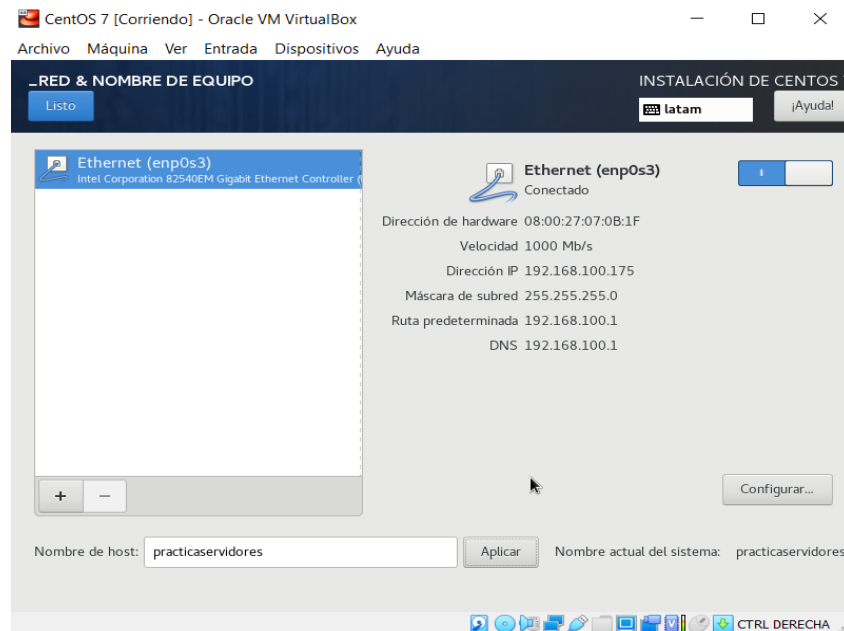 CentOS 7 [Corriendo] - Oracle VM VirtualBox
Archivo Máquina Ver Entrada Dispositivos Ayuda
_RED & NOMBRE DE EQUIPO
INSTALACIÓN DE CENTOS
Listo
latam
¡Ayuda!
Ethernet (enp0s3)
Intel Corporation 82540EM Gigabit Ethernet Controller (
Ethernet (enp0s3)
Conectado
Dirección de hardware 08:00:27:07:0B:1F
Velocidad 1000 Mb/s
Dirección IP 192.168.100.175
Máscara de subred 255.255.255.0
Ruta predeterminada 192.168.100.1
DNS 192.168.100.1
+ −
Configurar...
Nombre de host: practicaservidores Aplicar Nombre actual del sistema: practicaservidores
CTRL DERECHA